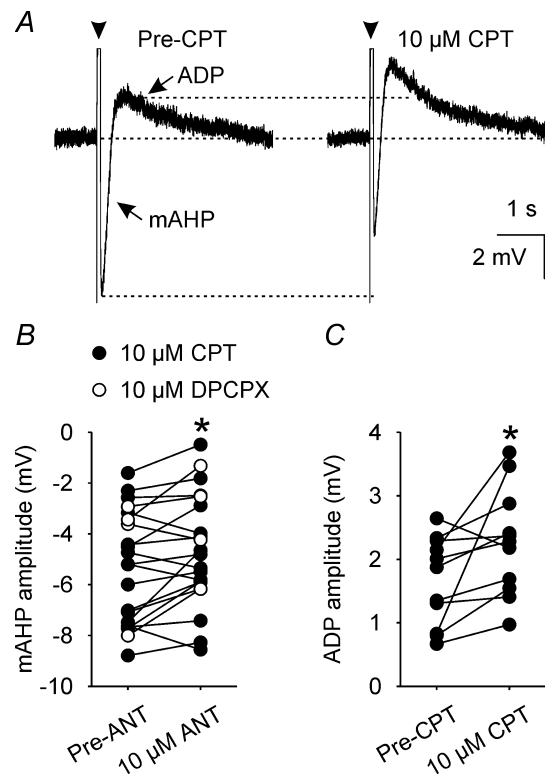 A
Pre-CPT
10 µM CPT
ADP
mAHP
1 s
2 mV
B
10 µM CPT
10 µM DPCPX
mAHP amplitude (mV)
0
-2
-4
-6
-8
-10
*
Pre-ANT
10 µM ANT
C
ADP amplitude (mV)
4
3
2
1
0
*
Pre-CPT
10 µM CPT